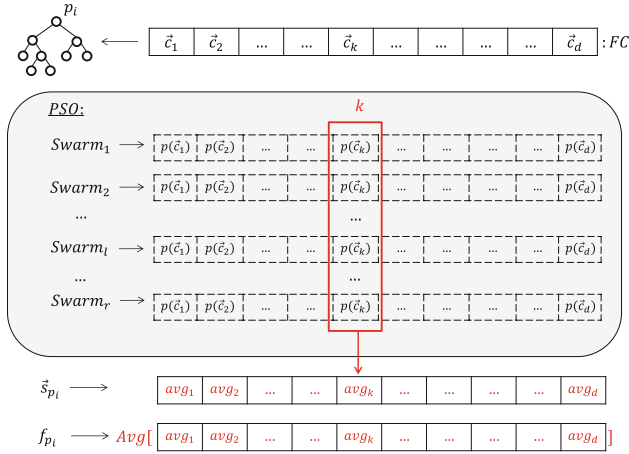 p_i
c⃗_1 c⃗_2 ... ... c⃗_k ... ... ... ... c⃗_d : FC
PSO:
k
Swarm_1 p(c⃗_1) p(c⃗_2) ... ... p(c⃗_k) ... ... ... ... p(c⃗_d)
Swarm_2 p(c⃗_1) p(c⃗_2) ... ... p(c⃗_k) ... ... ... ... p(c⃗_d)
... ...
Swarm_l p(c⃗_1) p(c⃗_2) ... ... p(c⃗_k) ... ... ... ... p(c⃗_d)
... ...
Swarm_r p(c⃗_1) p(c⃗_2) ... ... p(c⃗_k) ... ... ... ... p(c⃗_d)
s⃗_{p_i} avg_1 avg_2 ... ... avg_k ... ... ... ... avg_d
f_{p_i} Avg[ avg_1 avg_2 ... ... avg_k ... ... ... ... avg_d ]